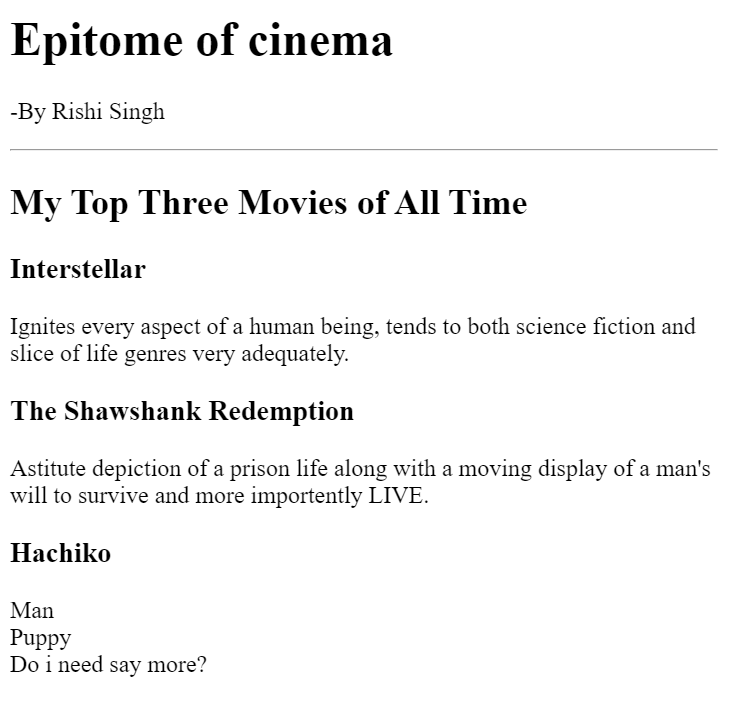 Epitome of cinema
-By Rishi Singh
My Top Three Movies of All Time
Interstellar
Ignites every aspect of a human being, tends to both science fiction and
slice of life genres very adequately.
The Shawshank Redemption
Astitute depiction of a prison life along with a moving display of a man's
will to survive and more importently LIVE.
Hachiko
Man
Puppy
Do i need say more?